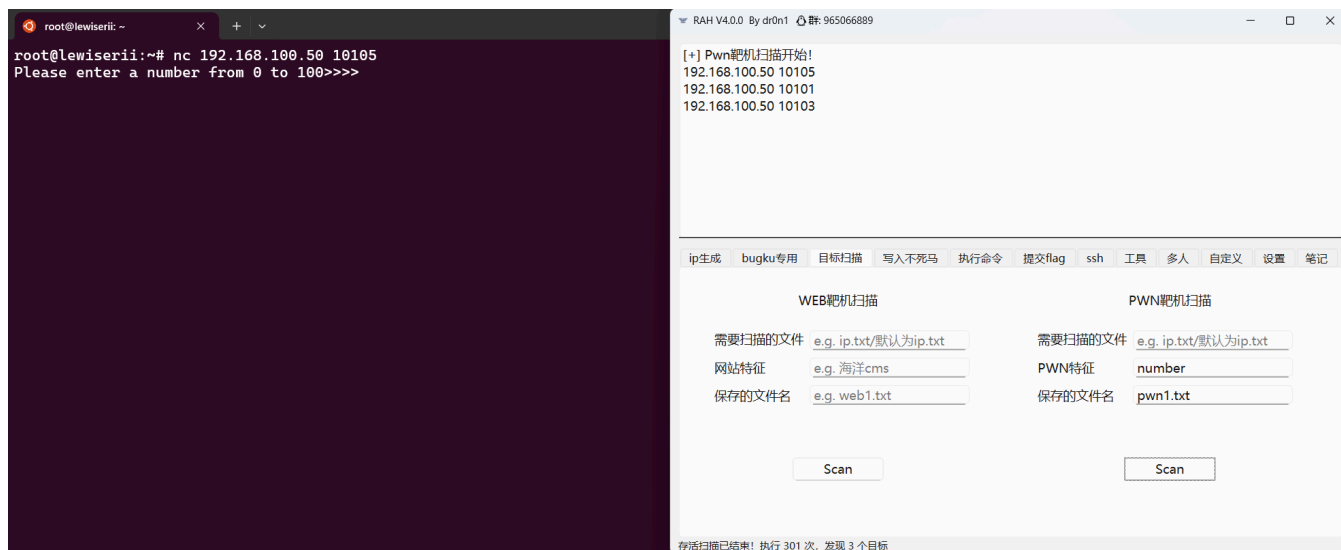 root@lewiserii: ~
root@lewiserii:~# nc 192.168.100.50 10105
Please enter a number from 0 to 100>>>>
RAH V4.0.0 By dr0n1 群: 965066889
[+] Pwn靶机扫描开始!
192.168.100.50 10105
192.168.100.50 10101
192.168.100.50 10103
ip生成 bugku专用 目标扫描 写入不死马 执行命令 提交flag ssh 工具 多人 自定义 设置 笔记
WEB靶机扫描 PWN靶机扫描
需要扫描的文件 e.g. ip.txt/默认为ip.txt 需要扫描的文件 e.g. ip.txt/默认为ip.txt
网站特征 e.g. 海洋cms PWN特征 number
保存的文件名 e.g. web1.txt 保存的文件名 pwn1.txt
Scan Scan
存活扫描已结束! 执行 301 次, 发现 3 个目标